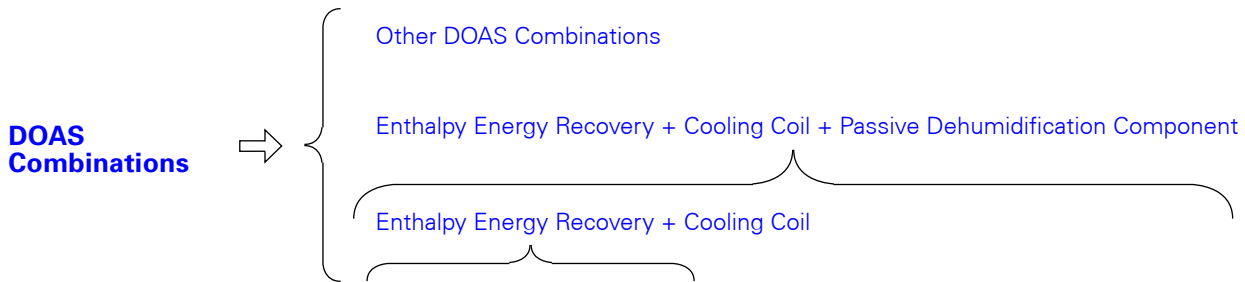 DOAS
Combinations
Other DOAS Combinations
Enthalpy Energy Recovery + Cooling Coil + Passive Dehumidification Component
Enthalpy Energy Recovery + Cooling Coil